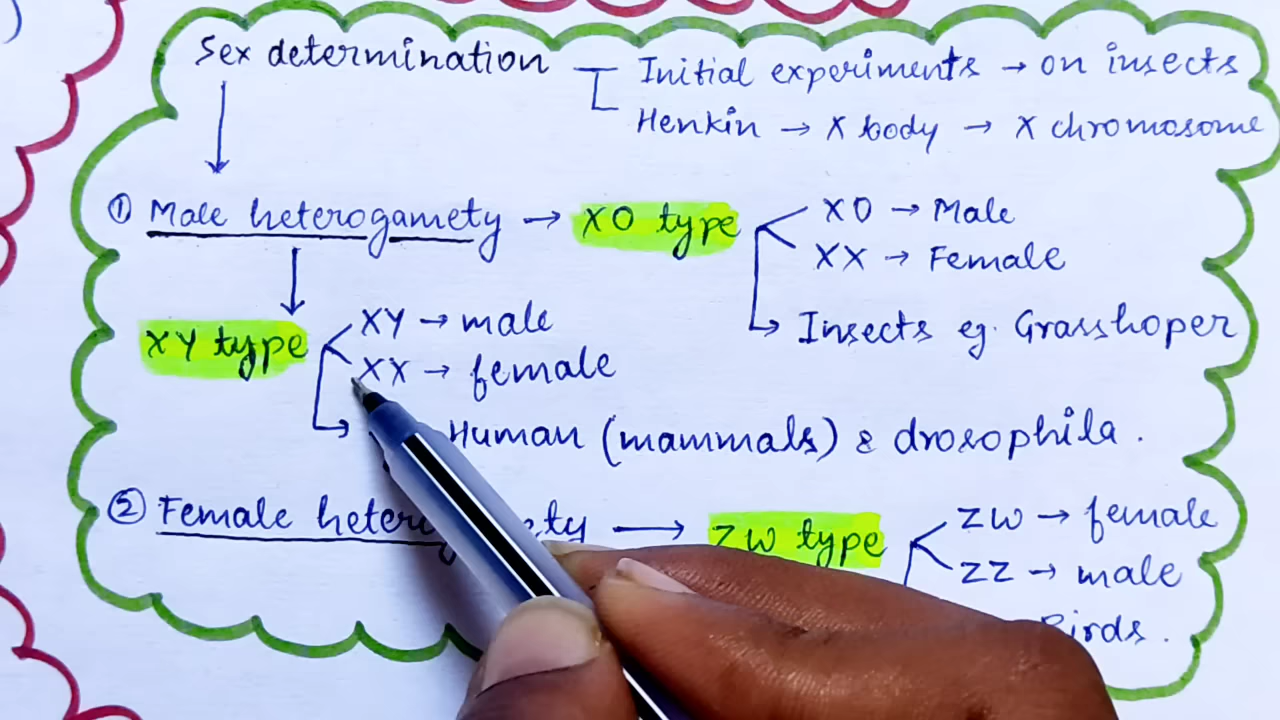 Sex determination
Initial experiments → on insects
Henkin → X body → X chromosome
① Male heterogamety → XO type
XO → Male
XX → Female
Insects eg. Grasshoper
XY type
XY → male
XX → female
Human (mammals) & drosophila.
② Female → ZW type
ZW → female
ZZ → male
Birds.